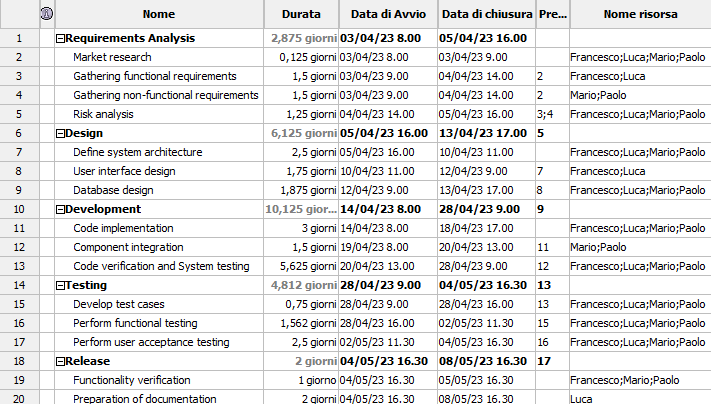 Nome Durata Data di Avvio Data di chiusura Pre... Nome risorsa
1 Requirements Analysis 2,875 giorni 03/04/23 8.00 05/04/23 16.00
2 Market research 0,125 giorni 03/04/23 8.00 03/04/23 9.00 Francesco;Luca;Mario;Paolo
3 Gathering functional requirements 1,5 giorni 03/04/23 9.00 04/04/23 14.00 2 Francesco;Luca
4 Gathering non-functional requirements 1,5 giorni 03/04/23 9.00 04/04/23 14.00 2 Mario;Paolo
5 Risk analysis 1,25 giorni 04/04/23 14.00 05/04/23 16.00 3;4 Francesco;Luca;Mario;Paolo
6 Design 6,125 giorni 05/04/23 16.00 13/04/23 17.00 5
7 Define system architecture 2,5 giorni 05/04/23 16.00 10/04/23 11.00 Francesco;Luca;Mario;Paolo
8 User interface design 1,75 giorni 10/04/23 11.00 12/04/23 9.00 7 Francesco;Luca
9 Database design 1,875 giorni 12/04/23 9.00 13/04/23 17.00 8 Francesco;Luca;Mario;Paolo
10 Development 10,125 gior... 14/04/23 8.00 28/04/23 9.00 9
11 Code implementation 3 giorni 14/04/23 8.00 18/04/23 17.00 Francesco;Luca;Mario;Paolo
12 Component integration 1,5 giorni 19/04/23 8.00 20/04/23 13.00 11 Mario;Paolo
13 Code verification and System testing 5,625 giorni 20/04/23 13.00 28/04/23 9.00 12 Francesco;Luca;Mario;Paolo
14 Testing 4,812 giorni 28/04/23 9.00 04/05/23 16.30 13
15 Develop test cases 0,75 giorni 28/04/23 9.00 28/04/23 16.00 13 Francesco;Luca;Mario;Paolo
16 Perform functional testing 1,562 giorni 28/04/23 16.00 02/05/23 11.30 15 Francesco;Luca;Mario;Paolo
17 Perform user acceptance testing 2,5 giorni 02/05/23 11.30 04/05/23 16.30 16 Francesco;Luca;Mario;Paolo
18 Release 2 giorni 04/05/23 16.30 08/05/23 16.30 17
19 Functionality verification 1 giorno 04/05/23 16.30 05/05/23 16.30 Francesco;Mario;Paolo
20 Preparation of documentation 2 giorni 04/05/23 16.30 08/05/23 16.30 Luca